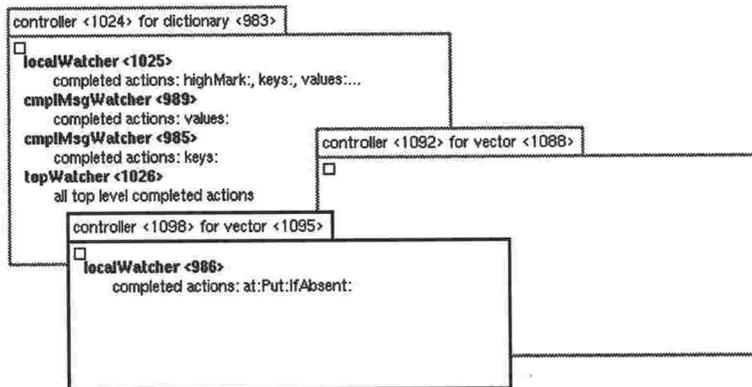 controller <1024> for dictionary <983>
localWatcher <1025>
completed actions: highMark:, keys:, values:...
cmplMsgWatcher <989>
completed actions: values:
cmplMsgWatcher <985>
completed actions: keys:
topWatcher <1026>
all top level completed actions
controller <1092> for vector <1088>
controller <1098> for vector <1095>
localWatcher <986>
completed actions: at:Put:IfAbsent: